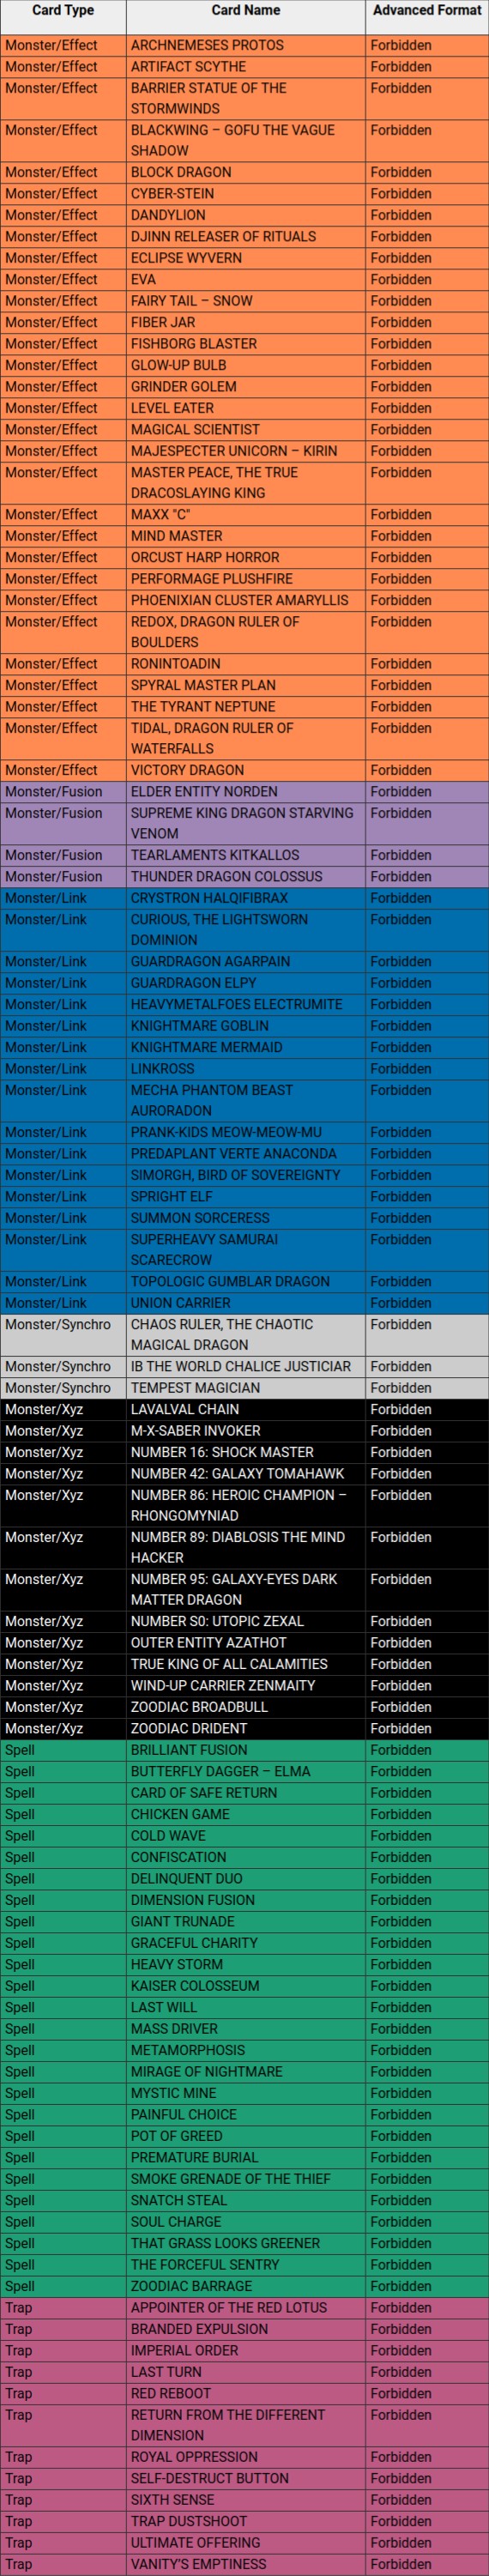 Card Type Card Name Advanced Format
Monster/Effect ARCHNEMESES PROTOS Forbidden
Monster/Effect ARTIFACT SCYTHE Forbidden
Monster/Effect BARRIER STATUE OF THE Forbidden
STORMWINDS
Monster/Effect BLACKWING – GOFU THE VAGUE Forbidden
SHADOW
Monster/Effect BLOCK DRAGON Forbidden
Monster/Effect CYBER-STEIN Forbidden
Monster/Effect DANDYLION Forbidden
Monster/Effect DJINN RELEASER OF RITUALS Forbidden
Monster/Effect ECLIPSE WYVERN Forbidden
Monster/Effect EVA Forbidden
Monster/Effect FAIRY TAIL – SNOW Forbidden
Monster/Effect FIBER JAR Forbidden
Monster/Effect FISHBORG BLASTER Forbidden
Monster/Effect GLOW-UP BULB Forbidden
Monster/Effect GRINDER GOLEM Forbidden
Monster/Effect LEVEL EATER Forbidden
Monster/Effect MAGICAL SCIENTIST Forbidden
Monster/Effect MAJESPECTER UNICORN – KIRIN Forbidden
Monster/Effect MASTER PEACE, THE TRUE Forbidden
DRACOSLAYING KING
Monster/Effect MAXX "C" Forbidden
Monster/Effect MIND MASTER Forbidden
Monster/Effect ORCUST HARP HORROR Forbidden
Monster/Effect PERFORMAGE PLUSHFIRE Forbidden
Monster/Effect PHOENIXIAN CLUSTER AMARYLLIS Forbidden
Monster/Effect REDOX, DRAGON RULER OF Forbidden
BOULDERS
Monster/Effect RONINTOADIN Forbidden
Monster/Effect SPYRAL MASTER PLAN Forbidden
Monster/Effect THE TYRANT NEPTUNE Forbidden
Monster/Effect TIDAL, DRAGON RULER OF Forbidden
WATERFALLS
Monster/Effect VICTORY DRAGON Forbidden
Monster/Fusion ELDER ENTITY NORDEN Forbidden
Monster/Fusion SUPREME KING DRAGON STARVING Forbidden
VENOM
Monster/Fusion TEARLAMENTS KITKALLOS Forbidden
Monster/Fusion THUNDER DRAGON COLOSSUS Forbidden
Monster/Link CRYSTRON HALQIFIBRAX Forbidden
Monster/Link CURIOUS, THE LIGHTSWORN Forbidden
DOMINION
Monster/Link GUARDRAGON AGARPAIN Forbidden
Monster/Link GUARDRAGON ELPY Forbidden
Monster/Link HEAVYMETALFOES ELECTRUMITE Forbidden
Monster/Link KNIGHTMARE GOBLIN Forbidden
Monster/Link KNIGHTMARE MERMAID Forbidden
Monster/Link LINKROSS Forbidden
Monster/Link MECHA PHANTOM BEAST Forbidden
AURORADON
Monster/Link PRANK-KIDS MEOW-MEOW-MU Forbidden
Monster/Link PREDAPLANT VERTE ANACONDA Forbidden
Monster/Link SIMORGH, BIRD OF SOVEREIGNTY Forbidden
Monster/Link SPRIGHT ELF Forbidden
Monster/Link SUMMON SORCERESS Forbidden
Monster/Link SUPERHEAVY SAMURAI Forbidden
SCARECROW
Monster/Link TOPOLOGIC GUMBLAR DRAGON Forbidden
Monster/Link UNION CARRIER Forbidden
Monster/Synchro CHAOS RULER, THE CHAOTIC Forbidden
MAGICAL DRAGON
Monster/Synchro IB THE WORLD CHALICE JUSTICIAR Forbidden
Monster/Synchro TEMPEST MAGICIAN Forbidden
Monster/Xyz LAVALVAL CHAIN Forbidden
Monster/Xyz M-X-SABER INVOKER Forbidden
Monster/Xyz NUMBER 16: SHOCK MASTER Forbidden
Monster/Xyz NUMBER 42: GALAXY TOMAHAWK Forbidden
Monster/Xyz NUMBER 86: HEROIC CHAMPION – Forbidden
RHONGOMYNIAD
Monster/Xyz NUMBER 89: DIABLOSIS THE MIND Forbidden
HACKER
Monster/Xyz NUMBER 95: GALAXY-EYES DARK Forbidden
MATTER DRAGON
Monster/Xyz NUMBER S0: UTOPIC ZEXAL Forbidden
Monster/Xyz OUTER ENTITY AZATHOT Forbidden
Monster/Xyz TRUE KING OF ALL CALAMITIES Forbidden
Monster/Xyz WIND-UP CARRIER ZENMAITY Forbidden
Monster/Xyz ZOODIAC BROADBULL Forbidden
Monster/Xyz ZOODIAC DRIDENT Forbidden
Spell BRILLIANT FUSION Forbidden
Spell BUTTERFLY DAGGER – ELMA Forbidden
Spell CARD OF SAFE RETURN Forbidden
Spell CHICKEN GAME Forbidden
Spell COLD WAVE Forbidden
Spell CONFISCATION Forbidden
Spell DELINQUENT DUO Forbidden
Spell DIMENSION FUSION Forbidden
Spell GIANT TRUNADE Forbidden
Spell GRACEFUL CHARITY Forbidden
Spell HEAVY STORM Forbidden
Spell KAISER COLOSSEUM Forbidden
Spell LAST WILL Forbidden
Spell MASS DRIVER Forbidden
Spell METAMORPHOSIS Forbidden
Spell MIRAGE OF NIGHTMARE Forbidden
Spell MYSTIC MINE Forbidden
Spell PAINFUL CHOICE Forbidden
Spell POT OF GREED Forbidden
Spell PREMATURE BURIAL Forbidden
Spell SMOKE GRENADE OF THE THIEF Forbidden
Spell SNATCH STEAL Forbidden
Spell SOUL CHARGE Forbidden
Spell THAT GRASS LOOKS GREENER Forbidden
Spell THE FORCEFUL SENTRY Forbidden
Spell ZOODIAC BARRAGE Forbidden
Trap APPOINTER OF THE RED LOTUS Forbidden
Trap BRANDED EXPULSION Forbidden
Trap IMPERIAL ORDER Forbidden
Trap LAST TURN Forbidden
Trap RED REBOOT Forbidden
Trap RETURN FROM THE DIFFERENT Forbidden
DIMENSION
Trap ROYAL OPPRESSION Forbidden
Trap SELF-DESTRUCT BUTTON Forbidden
Trap SIXTH SENSE Forbidden
Trap TRAP DUSTSHOOT Forbidden
Trap ULTIMATE OFFERING Forbidden
Trap VANITY'S EMPTINESS Forbidden